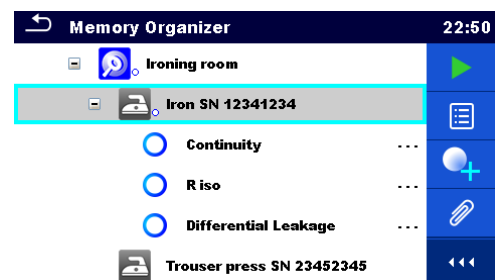 Memory Organizer 22:50
Ironing room
Iron SN 12341234
Continuity ...
R iso ...
Differential Leakage ...
Trouser press SN 23452345